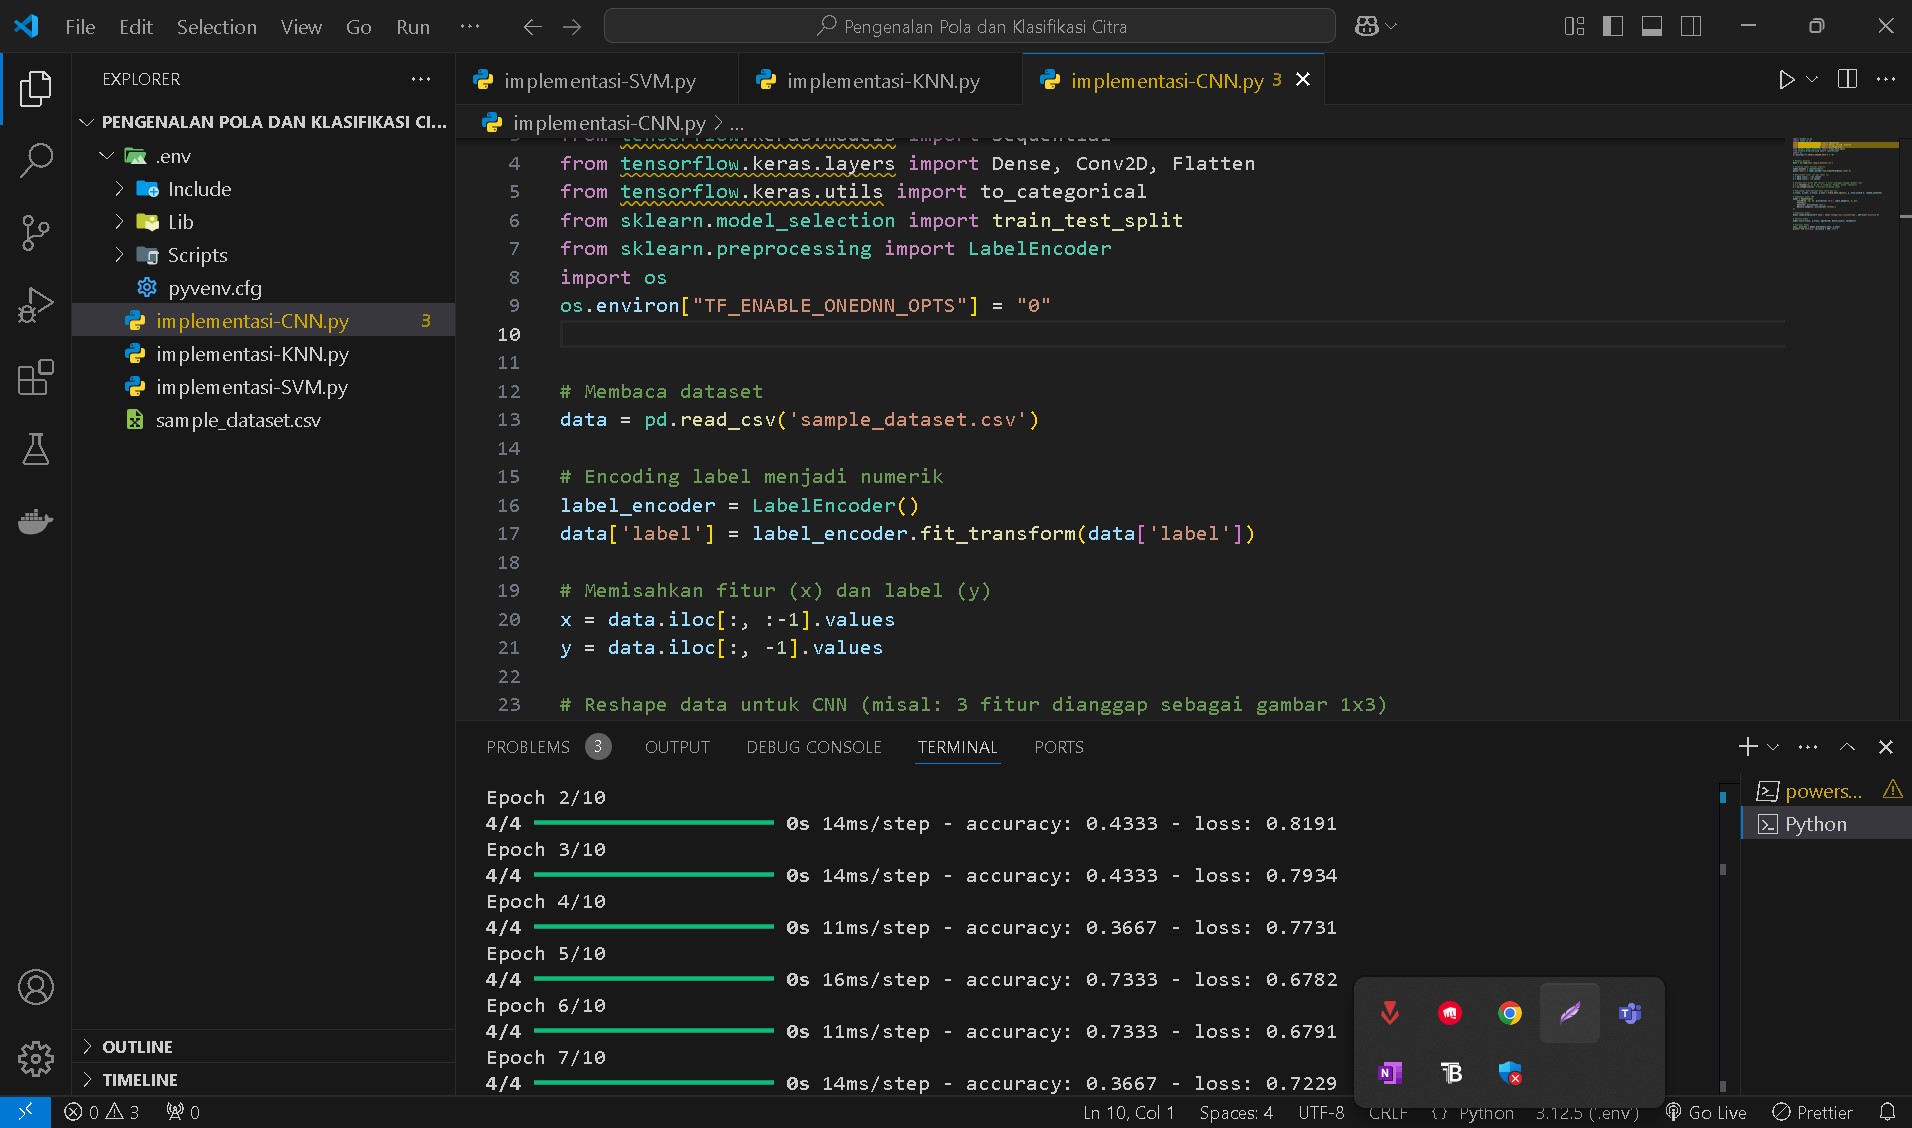 File Edit Selection View Go Run ···
Pengenalan Pola dan Klasifikasi Citra
EXPLORER ···
PENGENALAN POLA DAN KLASIFIKASI CI...
.env
Include
Lib
Scripts
pyvenv.cfg
implementasi-CNN.py 3
implementasi-KNN.py
implementasi-SVM.py
sample_dataset.csv
OUTLINE
TIMELINE
implementasi-SVM.py implementasi-KNN.py implementasi-CNN.py 3
implementasi-CNN.py > ...
3 from tensorflow.keras.models import Sequential
4 from tensorflow.keras.layers import Dense, Conv2D, Flatten
5 from tensorflow.keras.utils import to_categorical
6 from sklearn.model_selection import train_test_split
7 from sklearn.preprocessing import LabelEncoder
8 import os
9 os.environ["TF_ENABLE_ONEDNN_OPTS"] = "0"
10
11
12 # Membaca dataset
13 data = pd.read_csv('sample_dataset.csv')
14
15 # Encoding label menjadi numerik
16 label_encoder = LabelEncoder()
17 data['label'] = label_encoder.fit_transform(data['label'])
18
19 # Memisahkan fitur (x) dan label (y)
20 x = data.iloc[:, :-1].values
21 y = data.iloc[:, -1].values
22
23 # Reshape data untuk CNN (misal: 3 fitur dianggap sebagai gambar 1x3)
PROBLEMS 3 OUTPUT DEBUG CONSOLE TERMINAL PORTS
Epoch 2/10
4/4 0s 14ms/step - accuracy: 0.4333 - loss: 0.8191
Epoch 3/10
4/4 0s 14ms/step - accuracy: 0.4333 - loss: 0.7934
Epoch 4/10
4/4 0s 11ms/step - accuracy: 0.3667 - loss: 0.7731
Epoch 5/10
4/4 0s 16ms/step - accuracy: 0.7333 - loss: 0.6782
Epoch 6/10
4/4 0s 11ms/step - accuracy: 0.7333 - loss: 0.6791
Epoch 7/10
4/4 0s 14ms/step - accuracy: 0.3667 - loss: 0.7229
powers...
Python
0 3 0 Ln 10, Col 1 Spaces: 4 UTF-8 CRLF {} Python 3.12.5 ('.env') Go Live Prettier